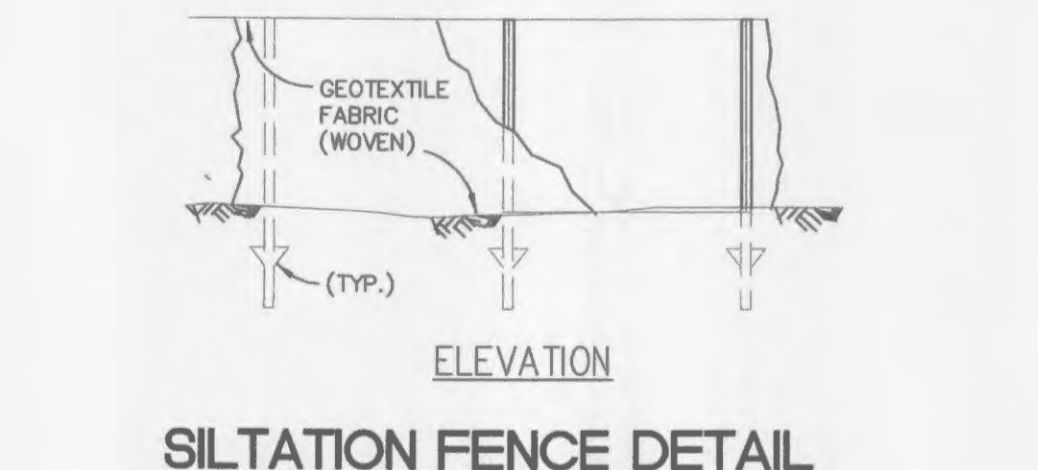 GEOTEXTILE
FABRIC
(WOVEN)
(TYP.)
ELEVATION
SILTATION FENCE DETAIL